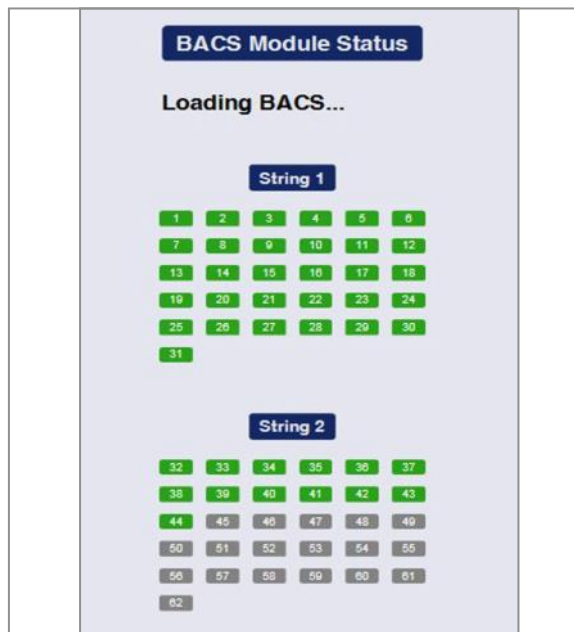 BACS Module Status
Loading BACS...
String 1
1 2 3 4 5 6
7 8 9 10 11 12
13 14 15 16 17 18
19 20 21 22 23 24
25 26 27 28 29 30
31
String 2
32 33 34 35 36 37
38 39 40 41 42 43
44 45 46 47 48 49
50 51 52 53 54 55
56 57 58 59 60 61
62